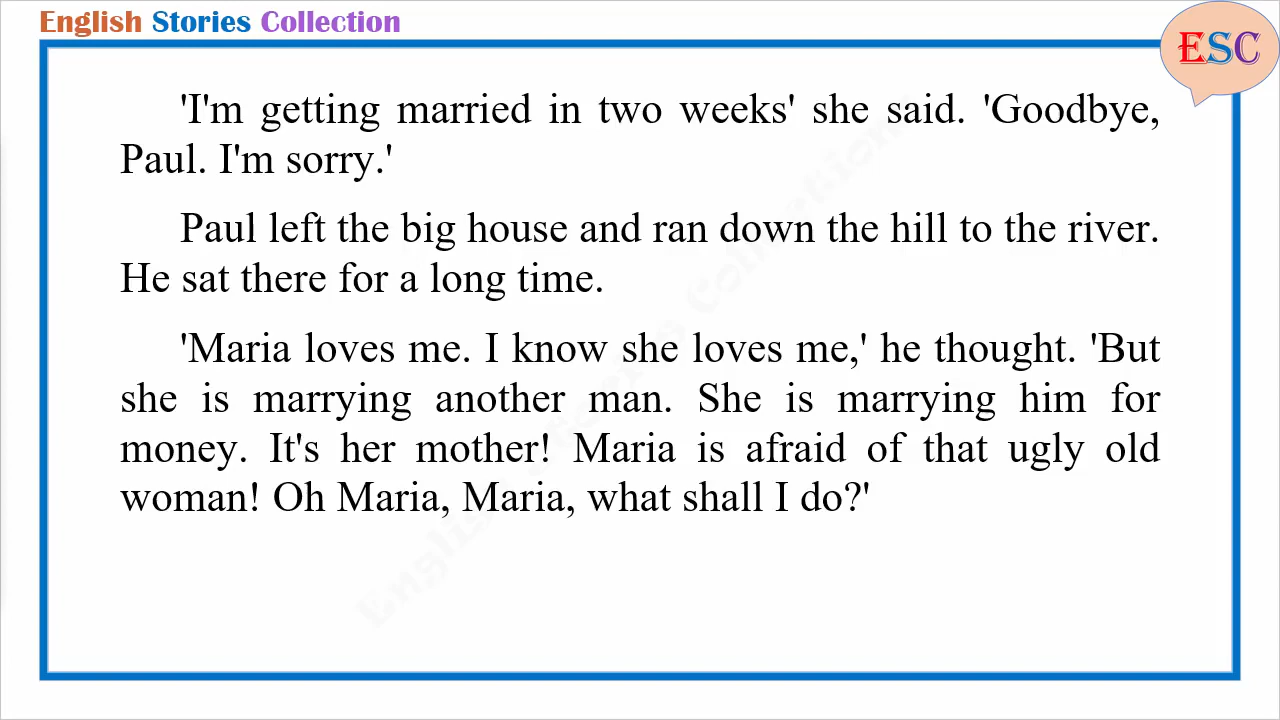 English Stories Collection
ESC
'I'm getting married in two weeks' she said. 'Goodbye,
Paul. I'm sorry.'
Paul left the big house and ran down the hill to the river.
He sat there for a long time.
'Maria loves me. I know she loves me,' he thought. 'But
she is marrying another man. She is marrying him for
money. It's her mother! Maria is afraid of that ugly old
woman! Oh Maria, Maria, what shall I do?'
English Stories Collection